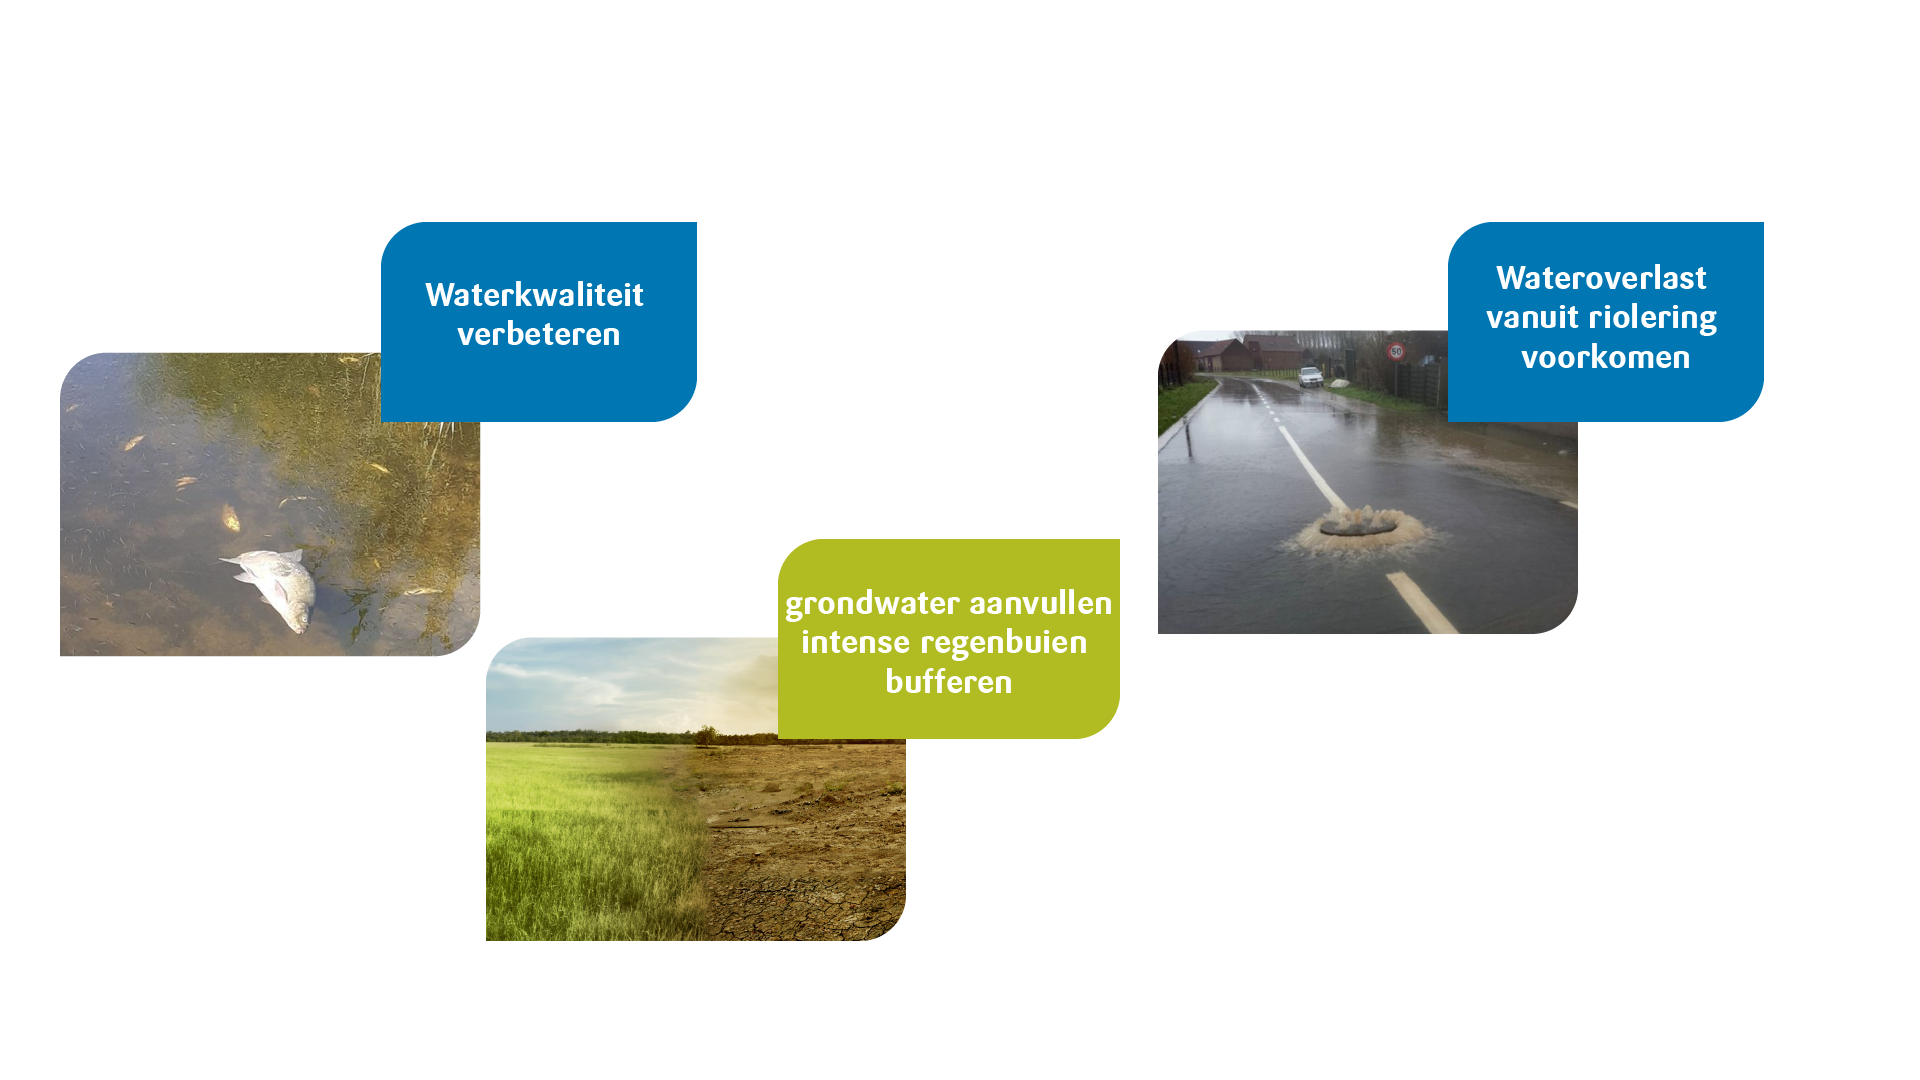 Waterkwaliteit
verbeteren
grondwater aanvullen
intense regenbuien
bufferen
Wateroverlast
vanuit riolering
voorkomen
50